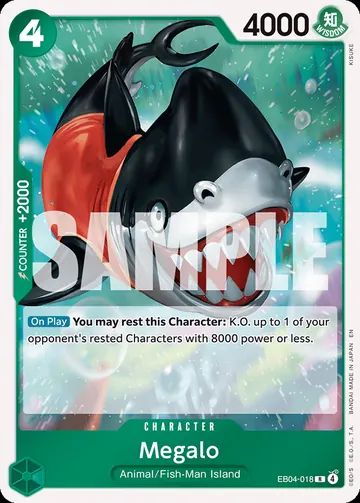 4
4000
知
WISDOM
KISUKE
COUNTER +2000
SAMPLE
On Play You may rest this Character: K.O. up to 1 of your
opponent's rested Characters with 8000 power or less.
CHARACTER
Megalo
Animal/Fish-Man Island
EB04-018 R 4
©E.O./S., T.A. BANDAI MADE IN JAPAN EN